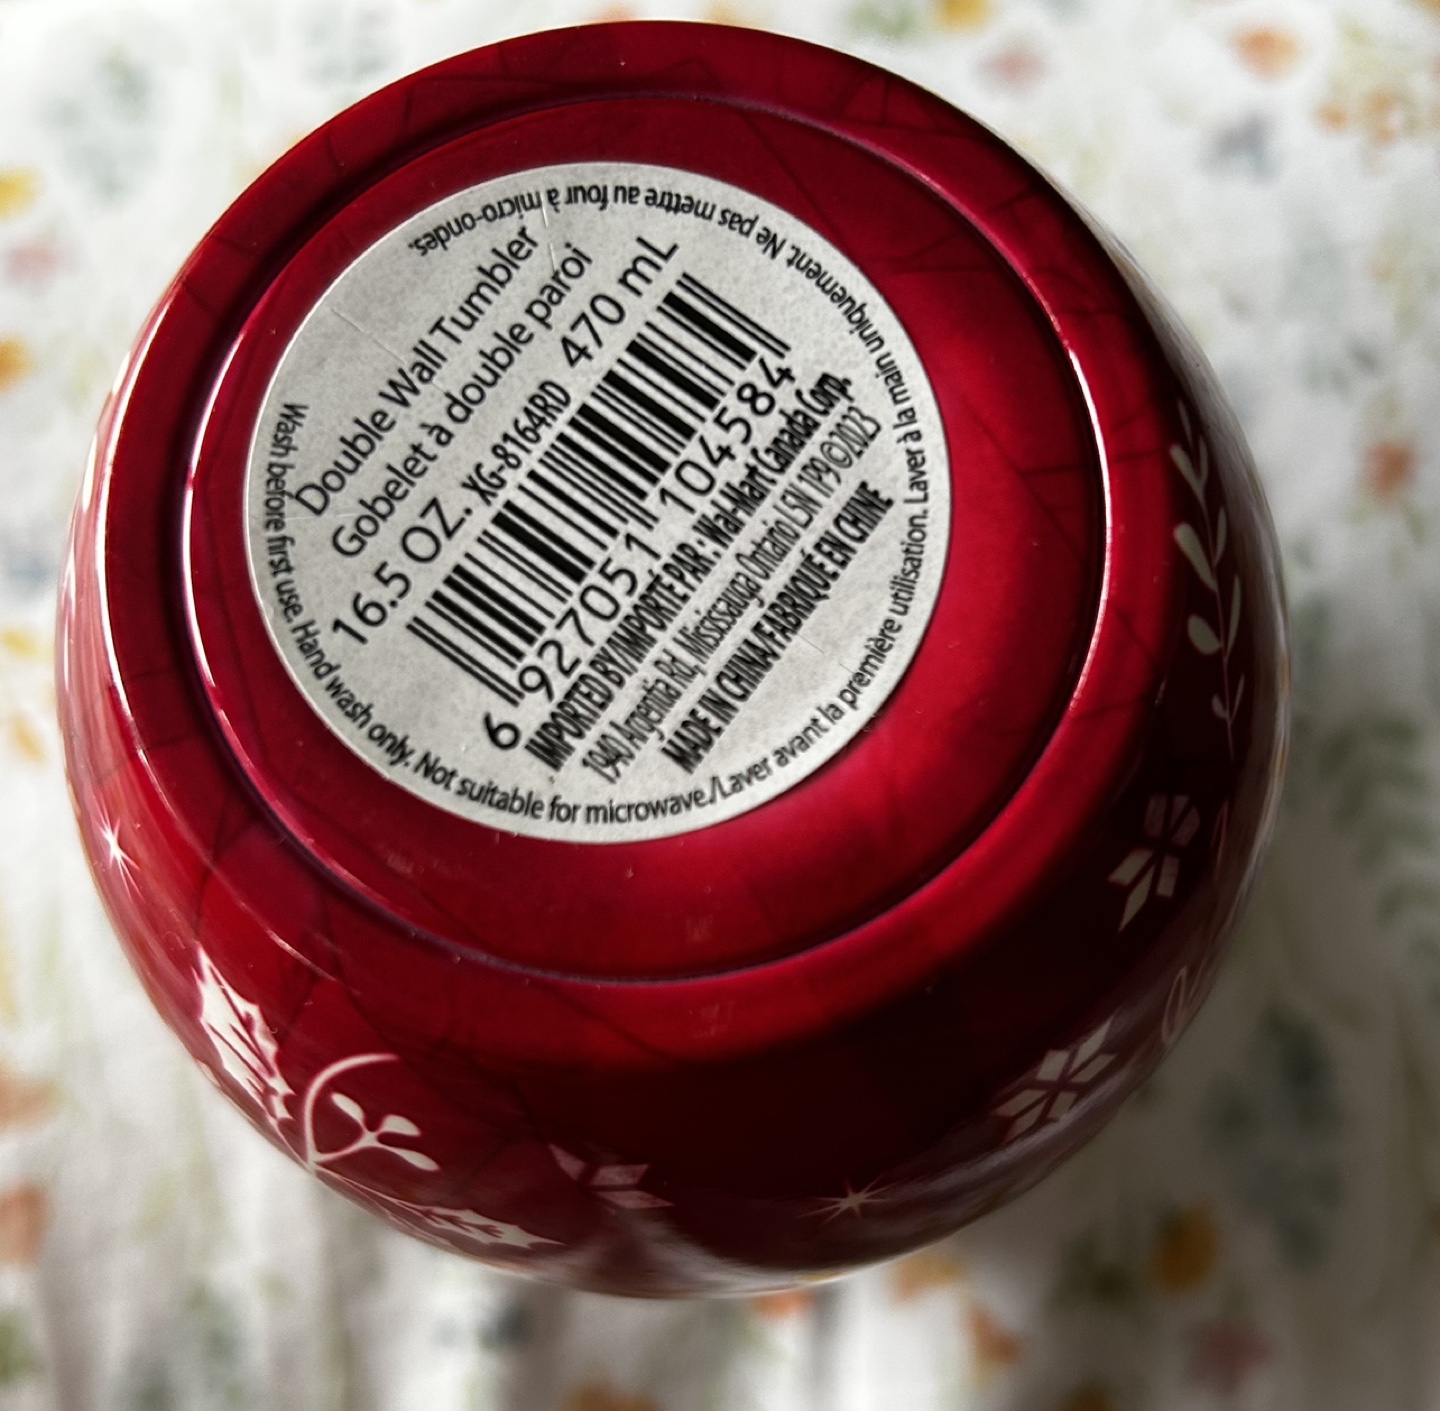 Double Wall Tumbler
Gobelet à double paroi
16.5 OZ. XG-8164RD 470 mL
6 927051 104584
IMPORTED BY/IMPORTÉ PAR : Wal-Mart Canada Corp.
1940 Argentia Rd, Mississauga Ontario L5N 1P9 ©2023
MADE IN CHINA/FABRIQUÉ EN CHINE
Wash before first use. Hand wash only. Not suitable for microwave./Laver avant la première utilisation. Laver à la main uniquement. Ne pas mettre au four à micro-ondes.